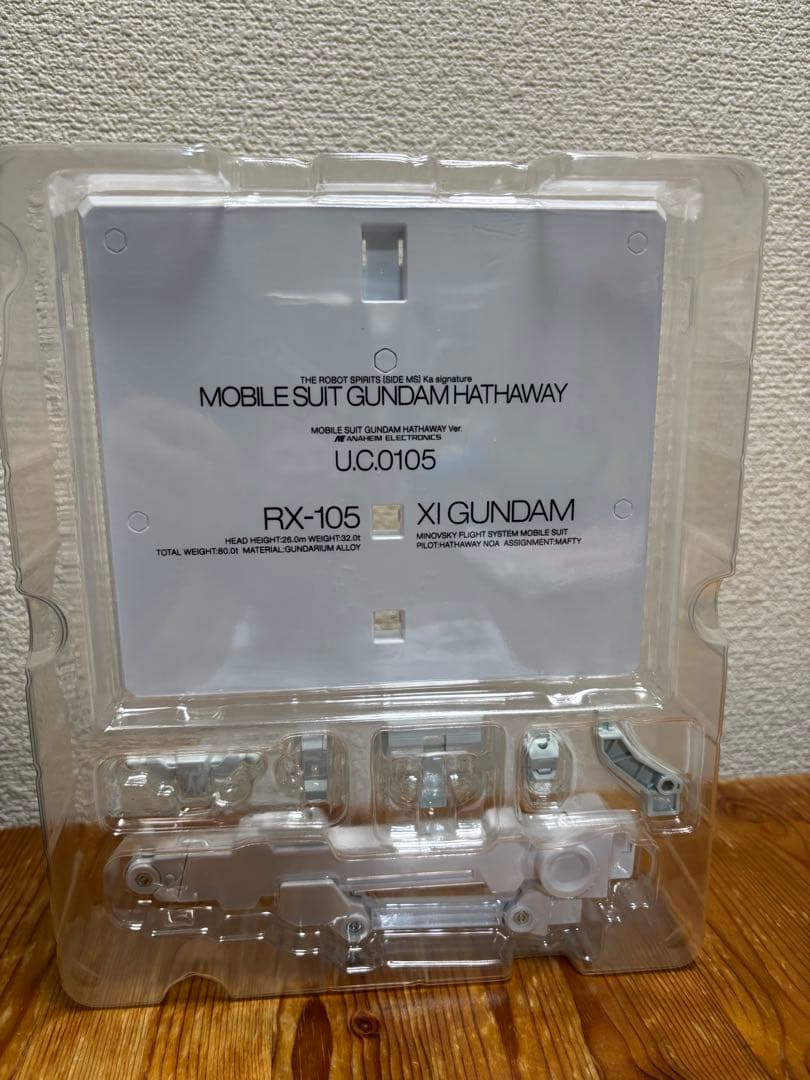 THE ROBOT SPIRITS [SIDE MS] Ka signature
MOBILE SUIT GUNDAM HATHAWAY
MOBILE SUIT GUNDAM HATHAWAY Ver.
AE ANAHEIM ELECTRONICS
U.C.0105
RX-105
HEAD HEIGHT:26.0m WEIGHT:32.0t
TOTAL WEIGHT:80.0t MATERIAL:GUNDARIUM ALLOY
XI GUNDAM
MINOVSKY FLIGHT SYSTEM MOBILE SUIT
PILOT:HATHAWAY NOA ASSIGNMENT:MAFTY